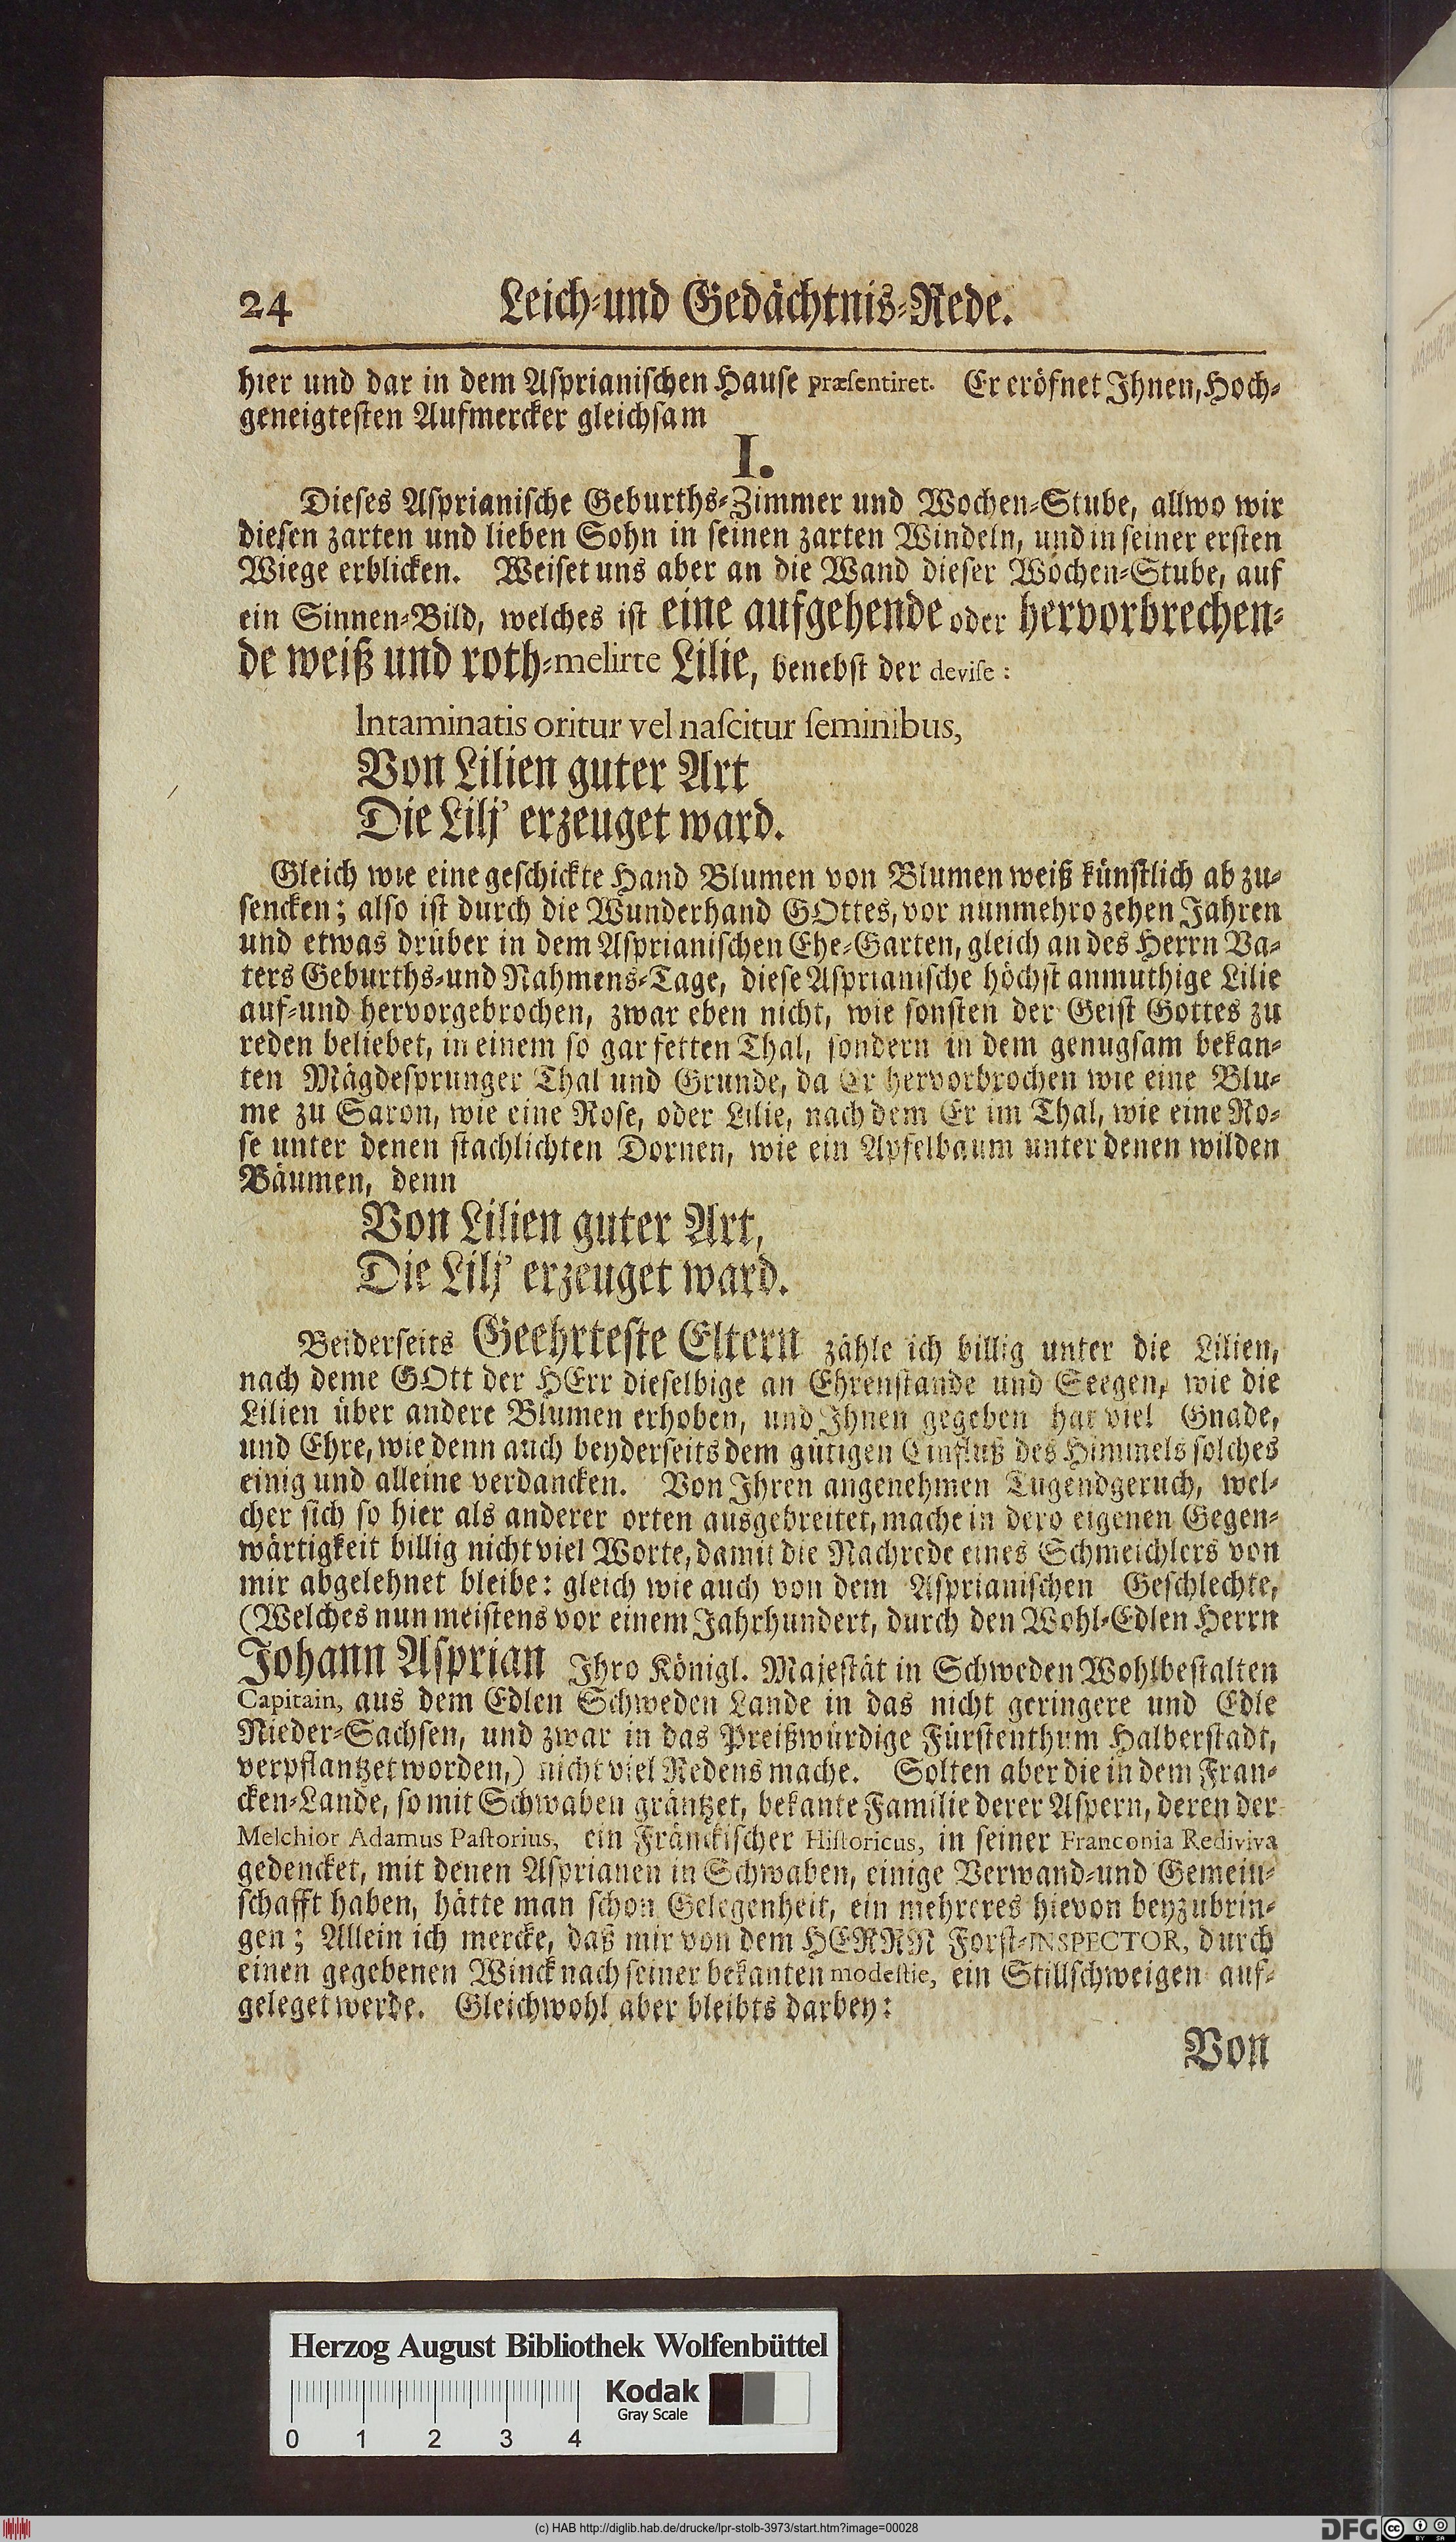 24 Leich-und Gedächtnis-Rede.
hier und dar in dem Asprianischen Hause præsentiret. Er eröfnet Ihnen, Hoch-
geneigtesten Aufmercker gleichsam
I.
Dieses Asprianische Geburths-Zimmer und Wochen-Stube, allwo wir
diesen zarten und lieben Sohn in seinen zarten Windeln, und in seiner ersten
Wiege erblicken. Weiset uns aber an die Wand dieser Wochen-Stube, auf
ein Sinnen-Bild, welches ist eine aufgehende oder hervorbrechen-
de weiß und roth-melirte Lilie, benebst der devise:
Intaminatis oritur vel nascitur seminibus,
Von Lilien guter Art
Die Lilj' erzeuget ward.
Gleich wie eine geschickte Hand Blumen von Blumen weiß künstlich ab zu-
sencken; also ist durch die Wunderhand GOttes, vor nunmehro zehen Jahren
und etwas drüber in dem Asprianischen Ehe-Garten, gleich an des Herrn Va-
ters Geburths-und Nahmens-Tage, diese Asprianische höchst anmuthige Lilie
auf-und hervorgebrochen, zwar eben nicht, wie sonsten der Geist Gottes zu
reden beliebet, in einem so gar fetten Thal, sondern in dem genugsam bekan-
ten Mägdesprunger Thal und Grunde, da Er hervorbrochen wie eine Blu-
me zu Saron, wie eine Rose, oder Lilie, nach dem Er im Thal, wie eine Ro-
se unter denen stachlichten Dornen, wie ein Apfelbaum unter denen wilden
Bäumen, denn
Von Lilien guter Art,
Die Lilj' erzeuget ward.
Beiderseits Geehrteste Eltern zähle ich billig unter die Lilien,
nach deme GOtt der HErr dieselbige an Ehrenstande und Seegen, wie die
Lilien über andere Blumen erhoben, und Ihnen gegeben hat viel Gnade,
und Ehre, wie denn auch beyderseits dem gütigen Einfluß des Himmels solches
einig und alleine verdancken. Von Ihren angenehmen Tugendgeruch, wel-
cher sich so hier als anderer orten ausgebreitet, mache in dero eigenen Gegen-
wärtigkeit billig nicht viel Worte, damit die Nachrede eines Schmeichlers von
mir abgelehnet bleibe: gleich wie auch von dem Asprianischen Geschlechte,
(Welches nun meistens vor einem Jahrhundert, durch den Wohl-Edlen Herrn
Johann Asprian Ihro Königl. Majestät in Schweden Wohlbestalten
Capitain, aus dem Edlen Schweden Lande in das nicht geringere und Edle
Nieder-Sachsen, und zwar in das Preißwürdige Fürstenthum Halberstadt,
verpflantzet worden,) nicht viel Redens mache. Solten aber die in dem Fran-
cken-Lande, so mit Schwaben gräntzet, bekante Familie derer Aspern, deren der
Melchior Adamus Pastorius, ein Fränckischer Historicus, in seiner Franconia Rediviva
gedencket, mit denen Asprianen in Schwaben, einige Verwand-und Gemein-
schafft haben, hätte man schon Gelegenheit, ein mehreres hievon beyzubrin-
gen; Allein ich mercke, daß mir von dem HERRN Forst-INSPECTOR, durch
einen gegebenen Winck nach seiner bekanten modestie, ein Stillschweigen auf-
geleget werde. Gleichwohl aber bleibts darbey:
Von
Herzog August Bibliothek Wolfenbüttel
Kodak
Gray Scale
0 1 2 3 4
(c) HAB http://diglib.hab.de/drucke/lpr-stolb-3973/start.htm?image=00028
DFG